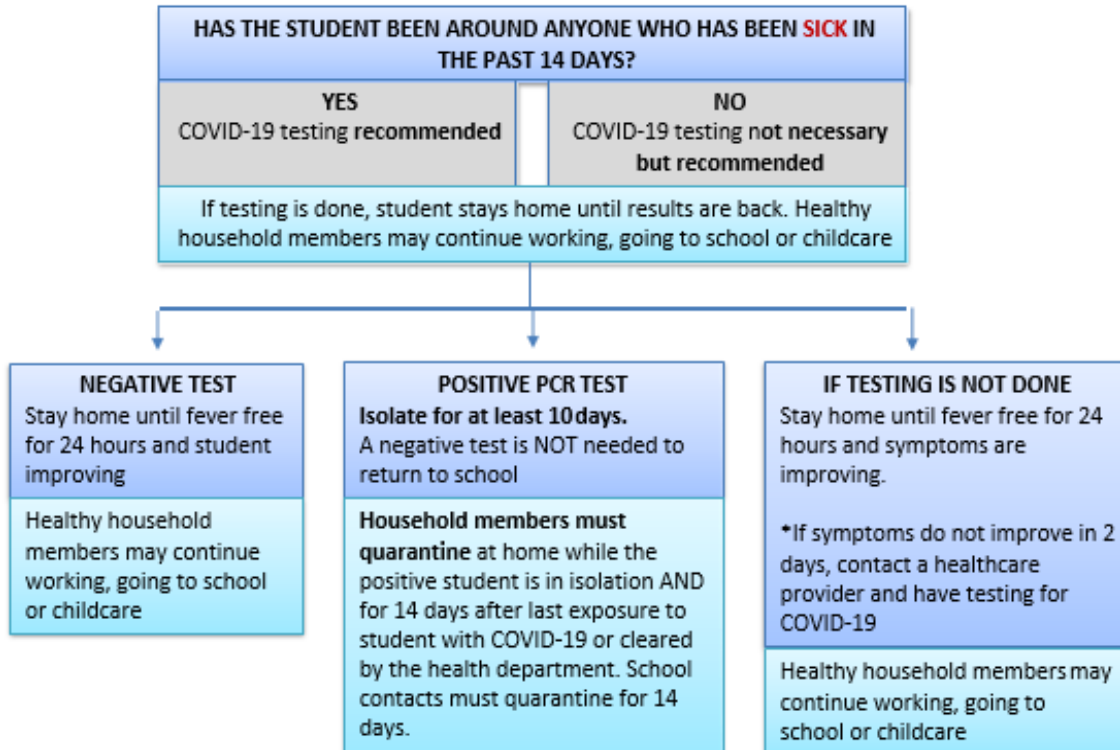 HAS THE STUDENT BEEN AROUND ANYONE WHO HAS BEEN SICK IN
THE PAST 14 DAYS?
YES
COVID-19 testing recommended
NO
COVID-19 testing not necessary
but recommended
If testing is done, student stays home until results are back. Healthy
household members may continue working, going to school or childcare
NEGATIVE TEST
Stay home until fever free
for 24 hours and student
improving
Healthy household
members may continue
working, going to school
or childcare
POSITIVE PCR TEST
Isolate for at least 10 days.
A negative test is NOT needed to
return to school
Household members must
quarantine at home while the
positive student is in isolation AND
for 14 days after last exposure to
student with COVID-19 or cleared
by the health department. School
contacts must quarantine for 14
days.
IF TESTING IS NOT DONE
Stay home until fever free for 24
hours and symptoms are
improving.
*If symptoms do not improve in 2
days, contact a healthcare
provider and have testing for
COVID-19
Healthy household members may
continue working, going to
school or childcare